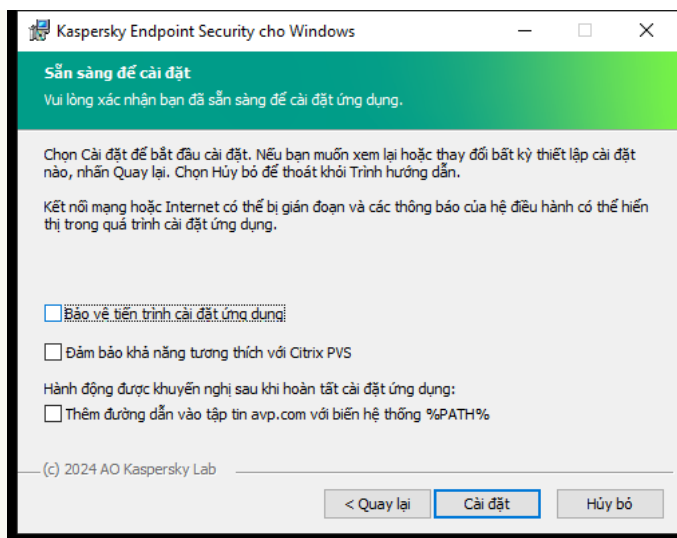 Kaspersky Endpoint Security cho Windows
Sẵn sàng để cài đặt
Vui lòng xác nhận bạn đã sẵn sàng để cài đặt ứng dụng.
Chọn Cài đặt để bắt đầu cài đặt. Nếu bạn muốn xem lại hoặc thay đổi bất kỳ thiết lập cài đặt
nào, nhấn Quay lại. Chọn Hủy bỏ để thoát khỏi Trình hướng dẫn.
Kết nối mạng hoặc Internet có thể bị gián đoạn và các thông báo của hệ điều hành có thể hiển
thị trong quá trình cài đặt ứng dụng.
Bảo vệ tiến trình cài đặt ứng dụng
Đảm bảo khả năng tương thích với Citrix PVS
Hành động được khuyến nghị sau khi hoàn tất cài đặt ứng dụng:
Thêm đường dẫn vào tập tin avp.com với biến hệ thống %PATH%
(c) 2024 AO Kaspersky Lab
< Quay lại
Cài đặt
Hủy bỏ